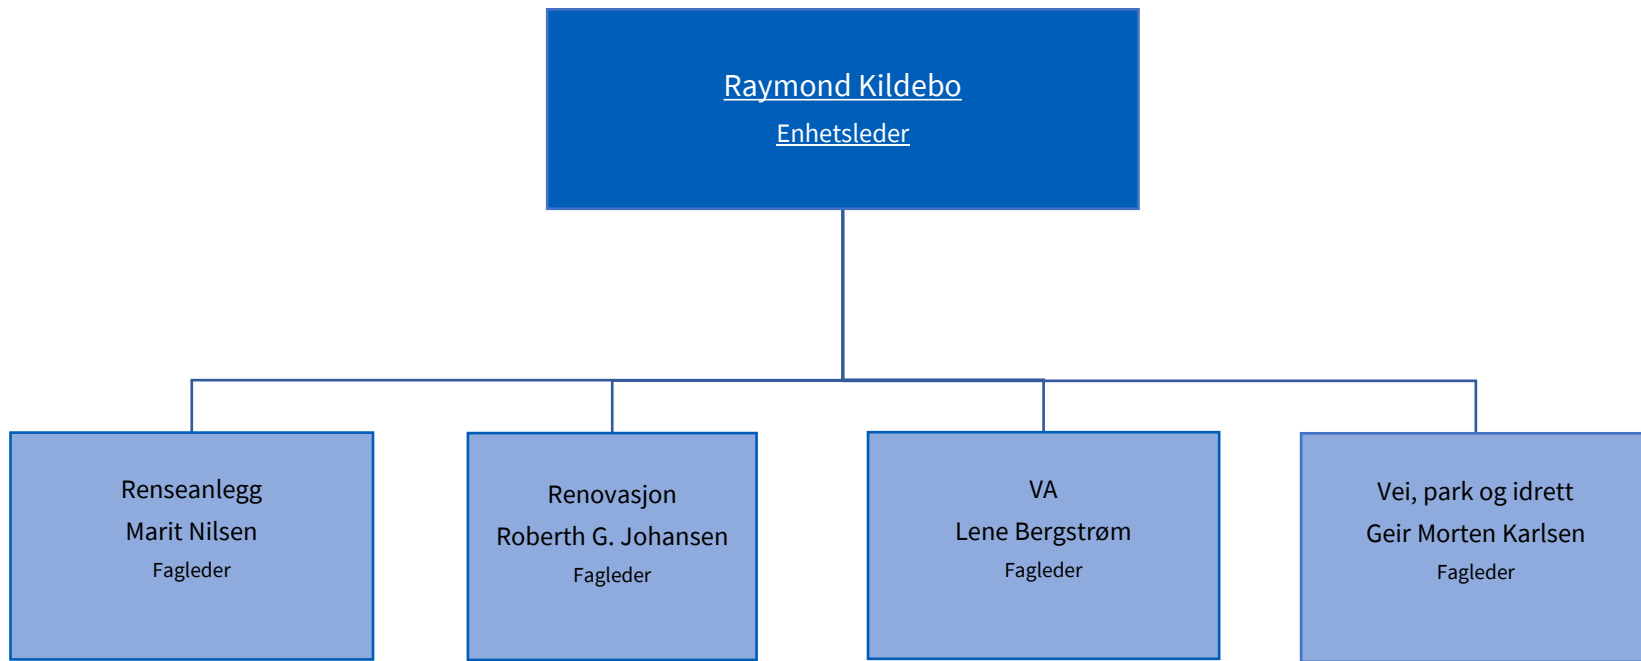 Raymond Kildebo
Enhetsleder
Renseanlegg
Marit Nilsen
Fagleder
Renovasjon
Roberth G. Johansen
Fagleder
VA
Lene Bergstrøm
Fagleder
Vei, park og idrett
Geir Morten Karlsen
Fagleder